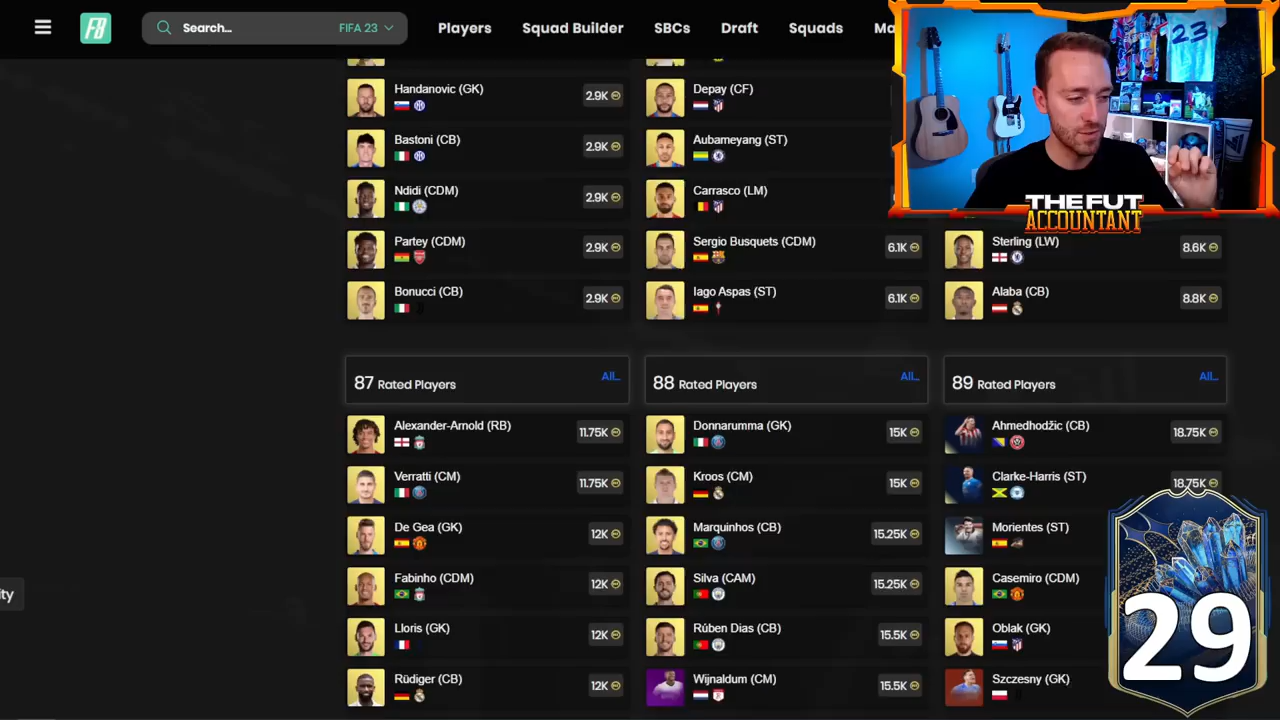 FB
Search...
FIFA 23
Players
Squad Builder
SBCs
Draft
Squads
Ma
23
THE FUT
ACCOUNTANT
Handanovic (GK)
2.9K
Depay (CF)
Bastoni (CB)
2.9K
Aubameyang (ST)
Ndidi (CDM)
2.9K
Carrasco (LM)
Partey (CDM)
2.9K
Sergio Busquets (CDM)
6.1K
Sterling (LW)
8.6K
Bonucci (CB)
2.9K
Iago Aspas (ST)
6.1K
Alaba (CB)
8.8K
87 Rated Players
All...
88 Rated Players
All...
89 Rated Players
All...
Alexander-Arnold (RB)
11.75K
Donnarumma (GK)
15K
Ahmedhodžic (CB)
18.75K
Verratti (CM)
11.75K
Kroos (CM)
15K
Clarke-Harris (ST)
18.75K
De Gea (GK)
12K
Marquinhos (CB)
15.25K
Morientes (ST)
Fabinho (CDM)
12K
Silva (CAM)
15.25K
Casemiro (CDM)
ity
Lloris (GK)
12K
Rúben Dias (CB)
15.5K
Oblak (GK)
Rüdiger (CB)
12K
Wijnaldum (CM)
15.5K
Szczesny (GK)
29